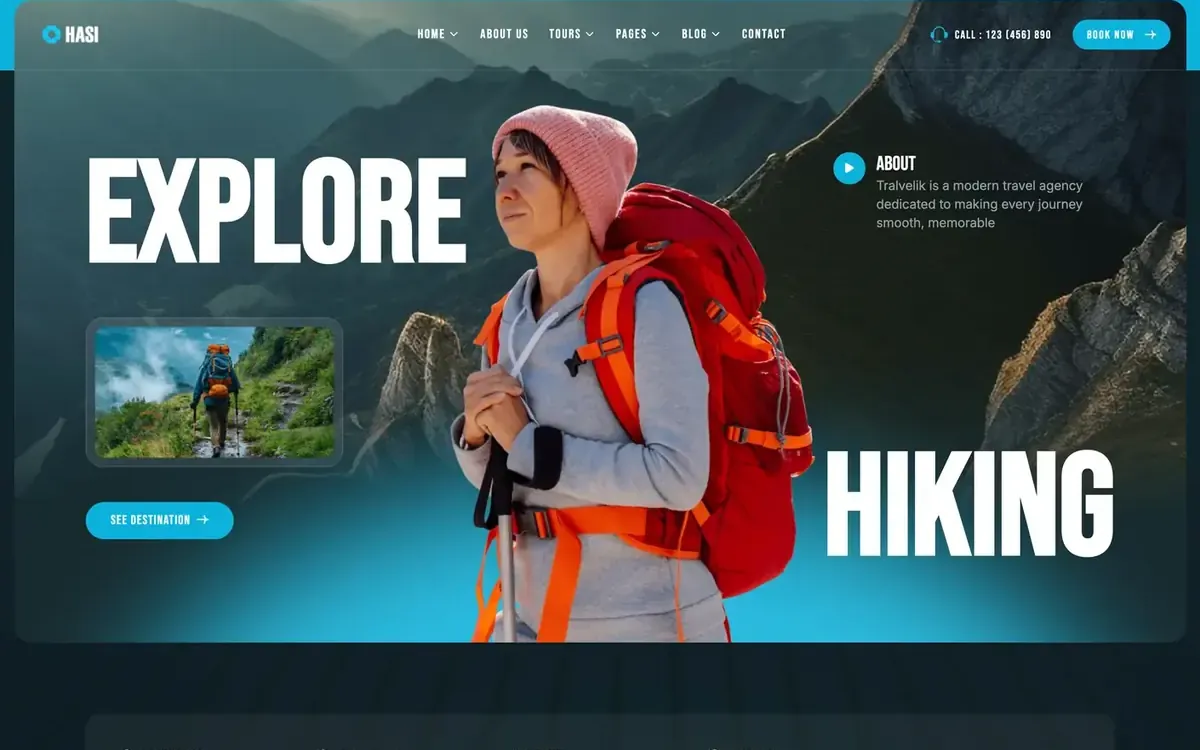 HASI
HOME
ABOUT US
TOURS
PAGES
BLOG
CONTACT
CALL : 123 (456) 890
BOOK NOW
EXPLORE
ABOUT
Tralvelik is a modern travel agency
dedicated to making every journey
smooth, memorable
HIKING
SEE DESTINATION